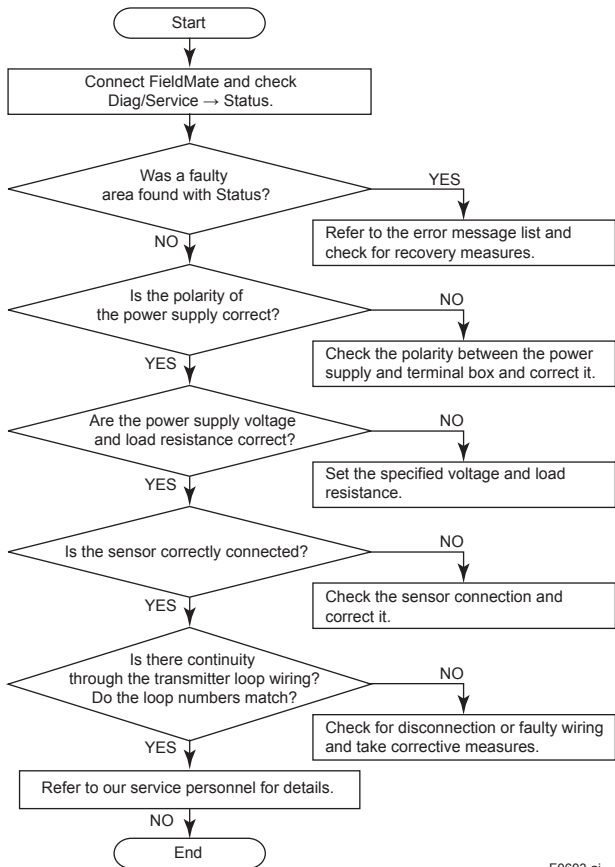 Start
Connect FieldMate and check
Diag/Service → Status.
Was a faulty
area found with Status?
YES
Refer to the error message list and
check for recovery measures.
NO
Is the polarity of
the power supply correct?
NO
Check the polarity between the power
supply and terminal box and correct it.
YES
Are the power supply voltage
and load resistance correct?
NO
Set the specified voltage and load
resistance.
YES
Is the sensor correctly connected?
NO
Check the sensor connection and
correct it.
YES
Is there continuity
through the transmitter loop wiring?
Do the loop numbers match?
NO
Check for disconnection or faulty wiring
and take corrective measures.
YES
Refer to our service personnel for details.
NO
End